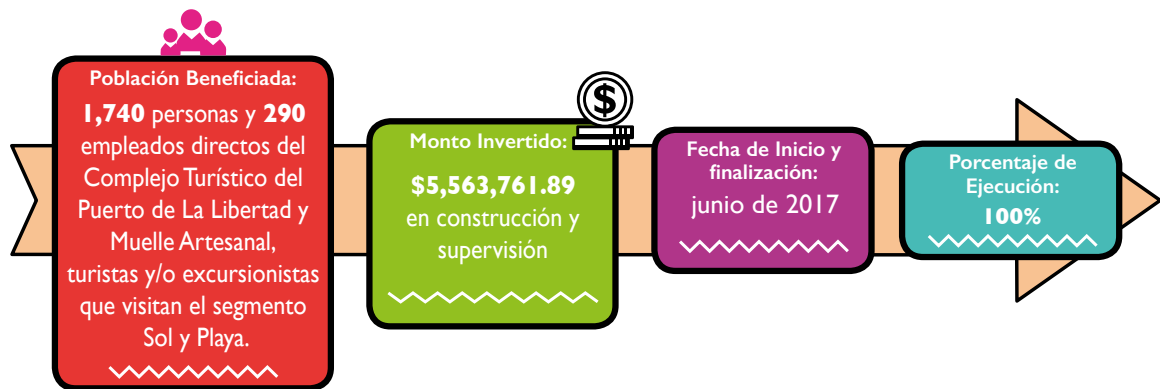 Población Beneficiada:
1,740 personas y 290
empleados directos del
Complejo Turístico del
Puerto de La Libertad y
Muelle Artesanal,
turistas y/o excursionistas
que visitan el segmento
Sol y Playa.
Monto Invertido:
$
$5,563,761.89
en construcción y
supervisión
Fecha de Inicio y
finalización:
junio de 2017
Porcentaje de
Ejecución:
100%